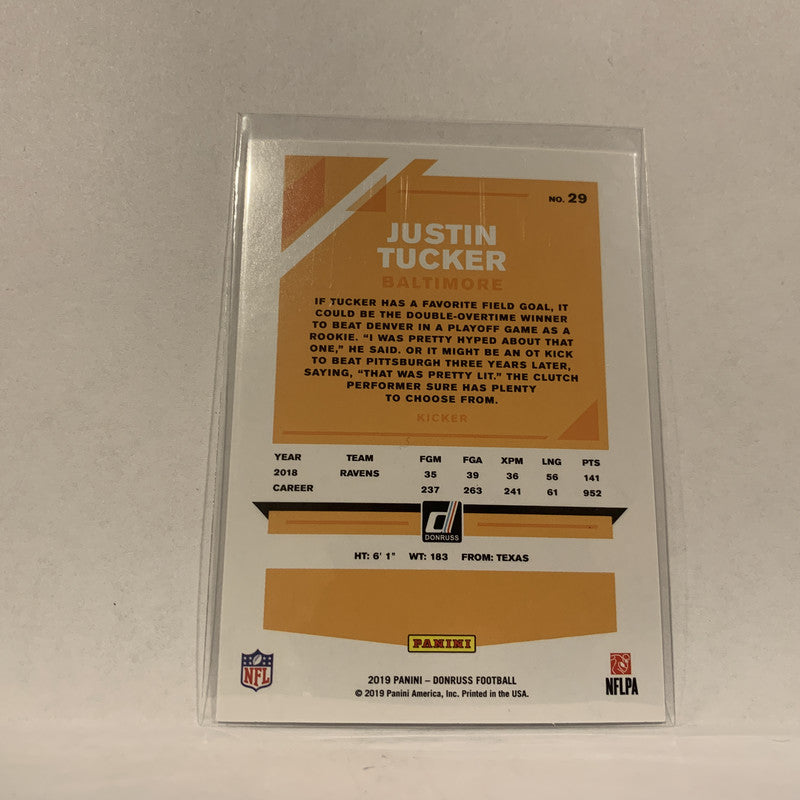 NO. 29
JUSTIN
TUCKER
BALTIMORE
IF TUCKER HAS A FAVORITE FIELD GOAL, IT
COULD BE THE DOUBLE-OVERTIME WINNER
TO BEAT DENVER IN A PLAYOFF GAME AS A
ROOKIE. “I WAS PRETTY HYPED ABOUT THAT
ONE,” HE SAID. OR IT MIGHT BE AN OT KICK
TO BEAT PITTSBURGH THREE YEARS LATER,
SAYING, “THAT WAS PRETTY LIT.” THE CLUTCH
PERFORMER SURE HAS PLENTY
TO CHOOSE FROM.
KICKER
YEAR TEAM FGM FGA XPM LNG PTS
2018 RAVENS 35 39 36 56 141
CAREER 237 263 241 61 952
d
DONRUSS
HT: 6' 1" WT: 183 FROM: TEXAS
PANINI
NFL
2019 PANINI – DONRUSS FOOTBALL
© 2019 Panini America, Inc. Printed in the USA.
NFLPA